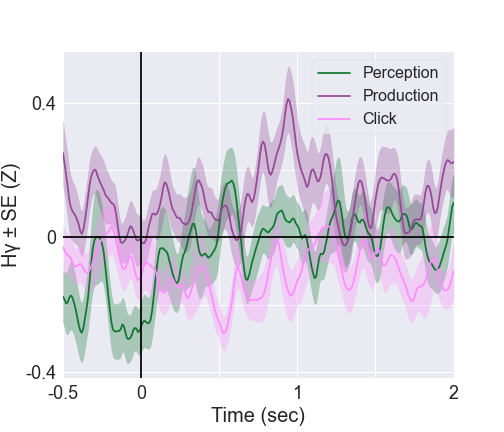 Perception
Production
Click
Hγ ± SE (Z)
0.4
0
-0.4
-0.5 0 1 2
Time (sec)